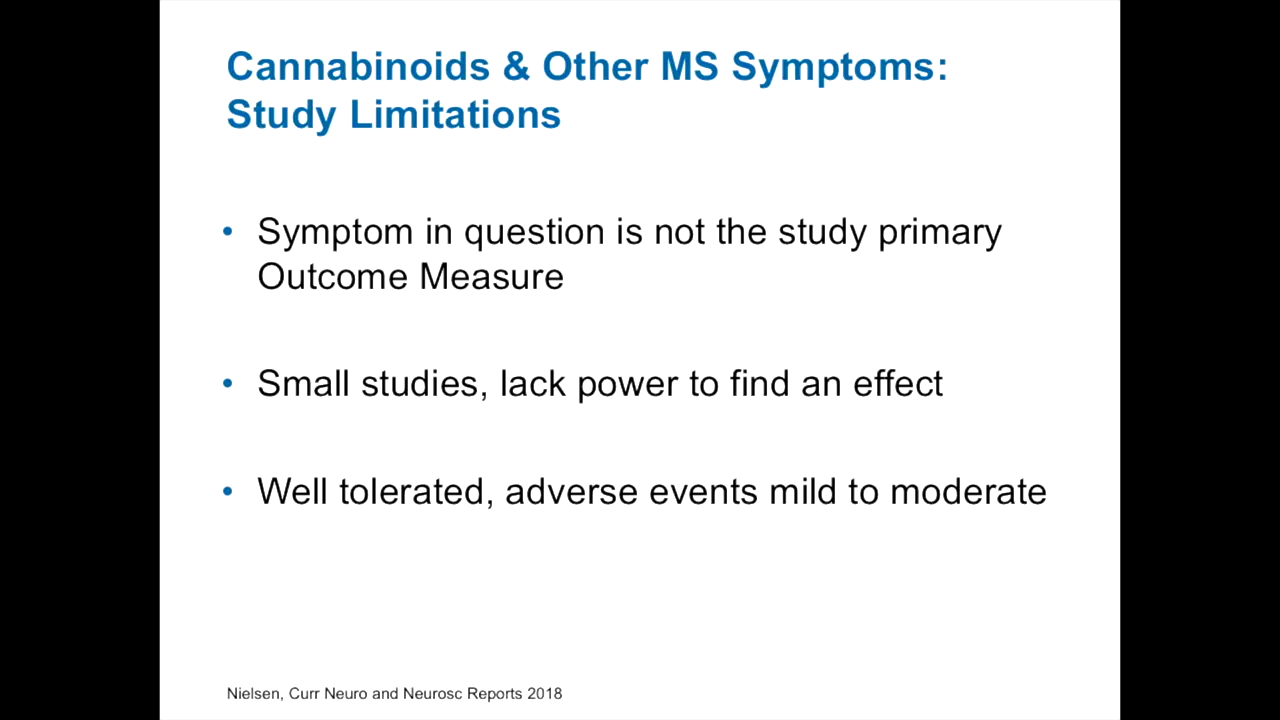 Cannabinoids & Other MS Symptoms:
Study Limitations
• Symptom in question is not the study primary
Outcome Measure
• Small studies, lack power to find an effect
• Well tolerated, adverse events mild to moderate
Nielsen, Curr Neuro and Neurosc Reports 2018